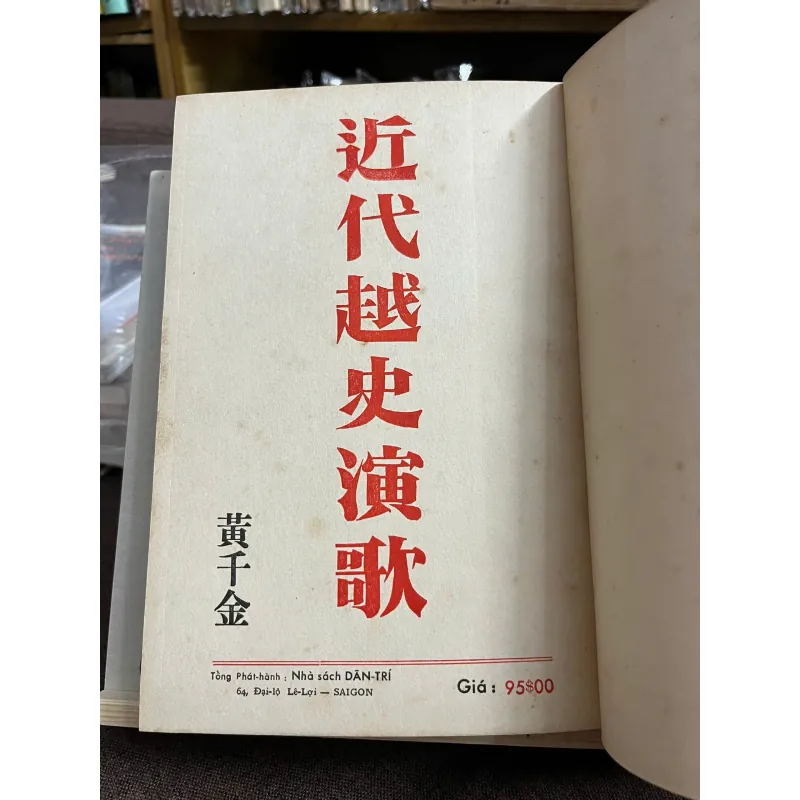 近代越史演歌
黃千金
Tổng Phát-hành : Nhà sách DÂN-TRÍ
64, Đại-lộ Lê-Lợi — SAIGON
Giá : 95$00